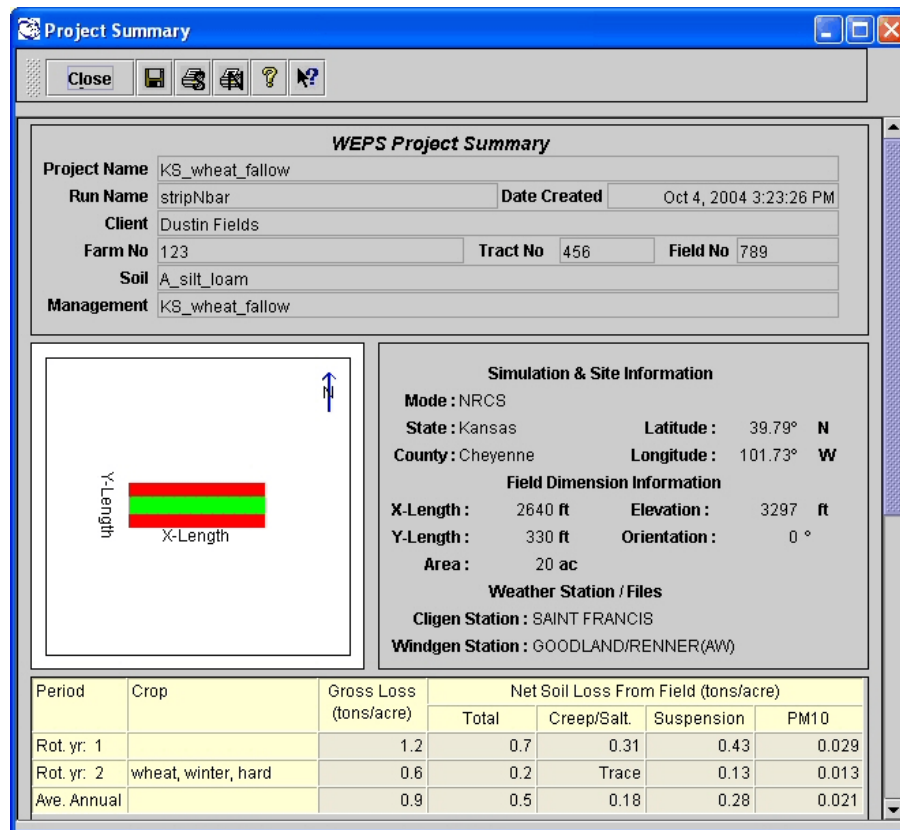 Project Summary
Close
WEPS Project Summary
Project Name KS_wheat_fallow
Run Name stripNbar Date Created Oct 4, 2004 3:23:26 PM
Client Dustin Fields
Farm No 123 Tract No 456 Field No 789
Soil A_silt_loam
Management KS_wheat_fallow
N
Y-Length
X-Length
Simulation & Site Information
Mode : NRCS
State : Kansas Latitude : 39.79° N
County : Cheyenne Longitude : 101.73° W
Field Dimension Information
X-Length : 2640 ft Elevation : 3297 ft
Y-Length : 330 ft Orientation : 0 °
Area : 20 ac
Weather Station / Files
Cligen Station : SAINT FRANCIS
Windgen Station : GOODLAND/RENNER(AW)
Period Crop Gross Loss Net Soil Loss From Field (tons/acre)
(tons/acre) Total Creep/Salt. Suspension PM10
Rot. yr: 1 1.2 0.7 0.31 0.43 0.029
Rot. yr: 2 wheat, winter, hard 0.6 0.2 Trace 0.13 0.013
Ave. Annual 0.9 0.5 0.18 0.28 0.021